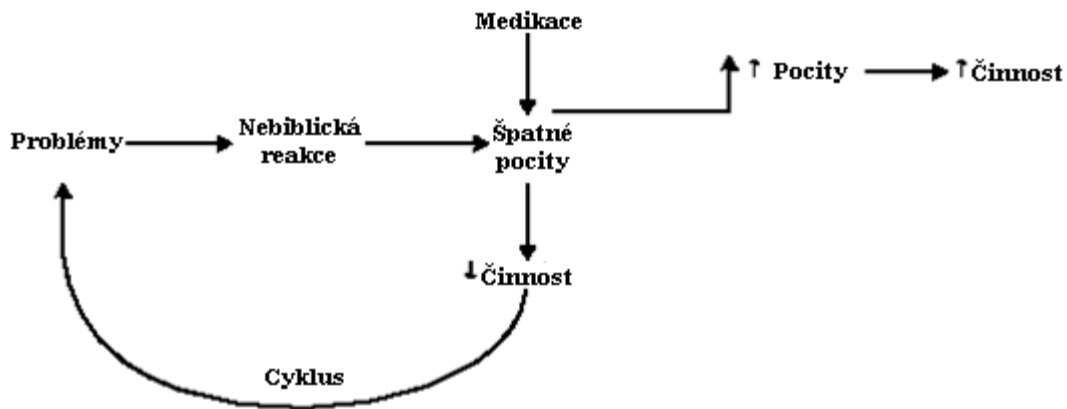 Medikace
↑ Pocity
↑ Činnost
Problémy
Nebiblická
reakce
Špatné
pocity
↓ Činnost
Cyklus